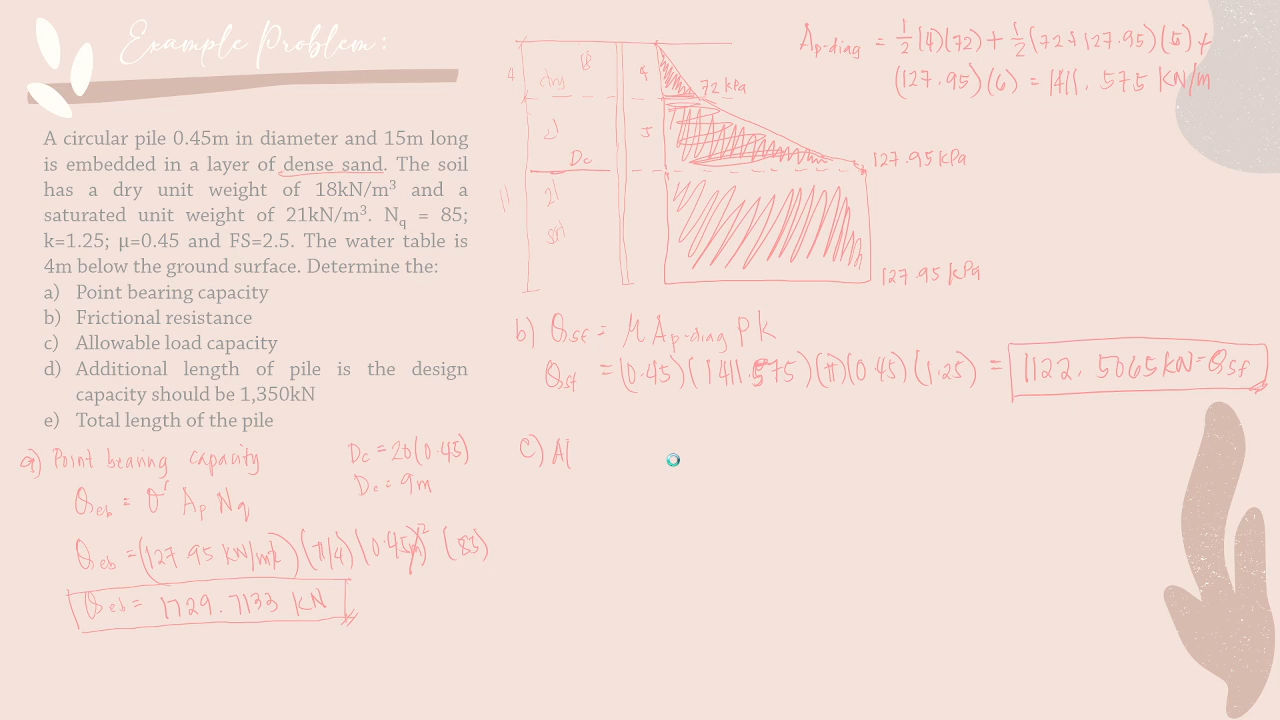 Example Problem:
A circular pile 0.45m in diameter and 15m long
is embedded in a layer of dense sand. The soil
has a dry unit weight of 18kN/m³ and a
saturated unit weight of 21kN/m³. Nq = 85;
k=1.25; μ=0.45 and FS=2.5. The water table is
4m below the ground surface. Determine the:
a) Point bearing capacity
b) Frictional resistance
c) Allowable load capacity
d) Additional length of pile is the design
capacity should be 1,350kN
e) Total length of the pile
a) Point bearing capacity
Dc = 20(0.45)
Dc = 9m
Qeb = σ' Ap Nq
Qeb = (127.95 KN/m²)(π/4)(0.45m)² (85)
Qeb = 1729.7133 KN
4
dry
18
4
72 kPa
21
5
Dc
127.95 kPa
11
21
sat
127.95 kPa
Ap-diag = 1/2 (4)(72) + 1/2 (72+127.95)(5) +
(127.95)(6) = 1411.575 KN/m
b) Qsf = μ Ap-diag P k
Qsf = (0.45)(1411.575)(π)(0.45)(1.25) = 1122.5065 KN = Qsf
c) Al